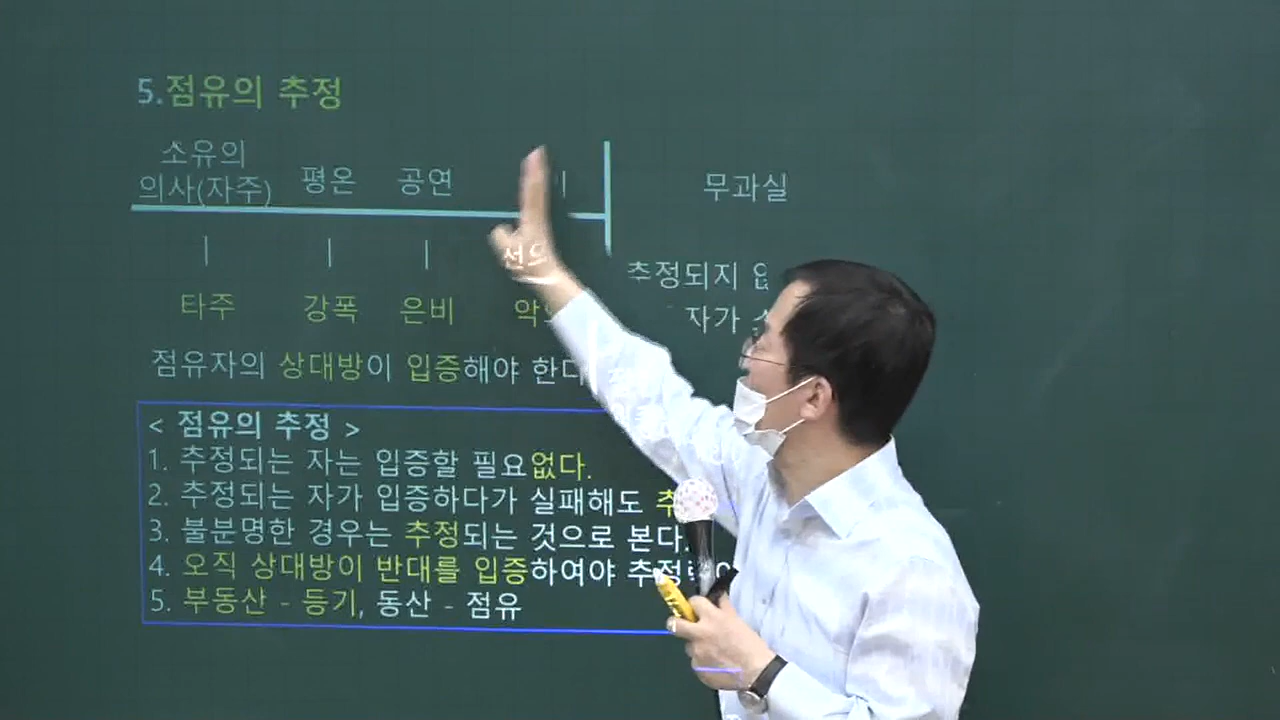 5.점유의 추정
소유의
의사(자주) 평온 공연 무과실
추정되지
타주 강폭 은비 자가
점유자의 상대방이 입증해야 한다
< 점유의 추정 >
1. 추정되는 자는 입증할 필요없다.
2. 추정되는 자가 입증하다가 실패해도
3. 불분명한 경우는 추정되는 것으로 본다.
4. 오직 상대방이 반대를 입증하여야
5. 부동산 - 등기, 동산 - 점유